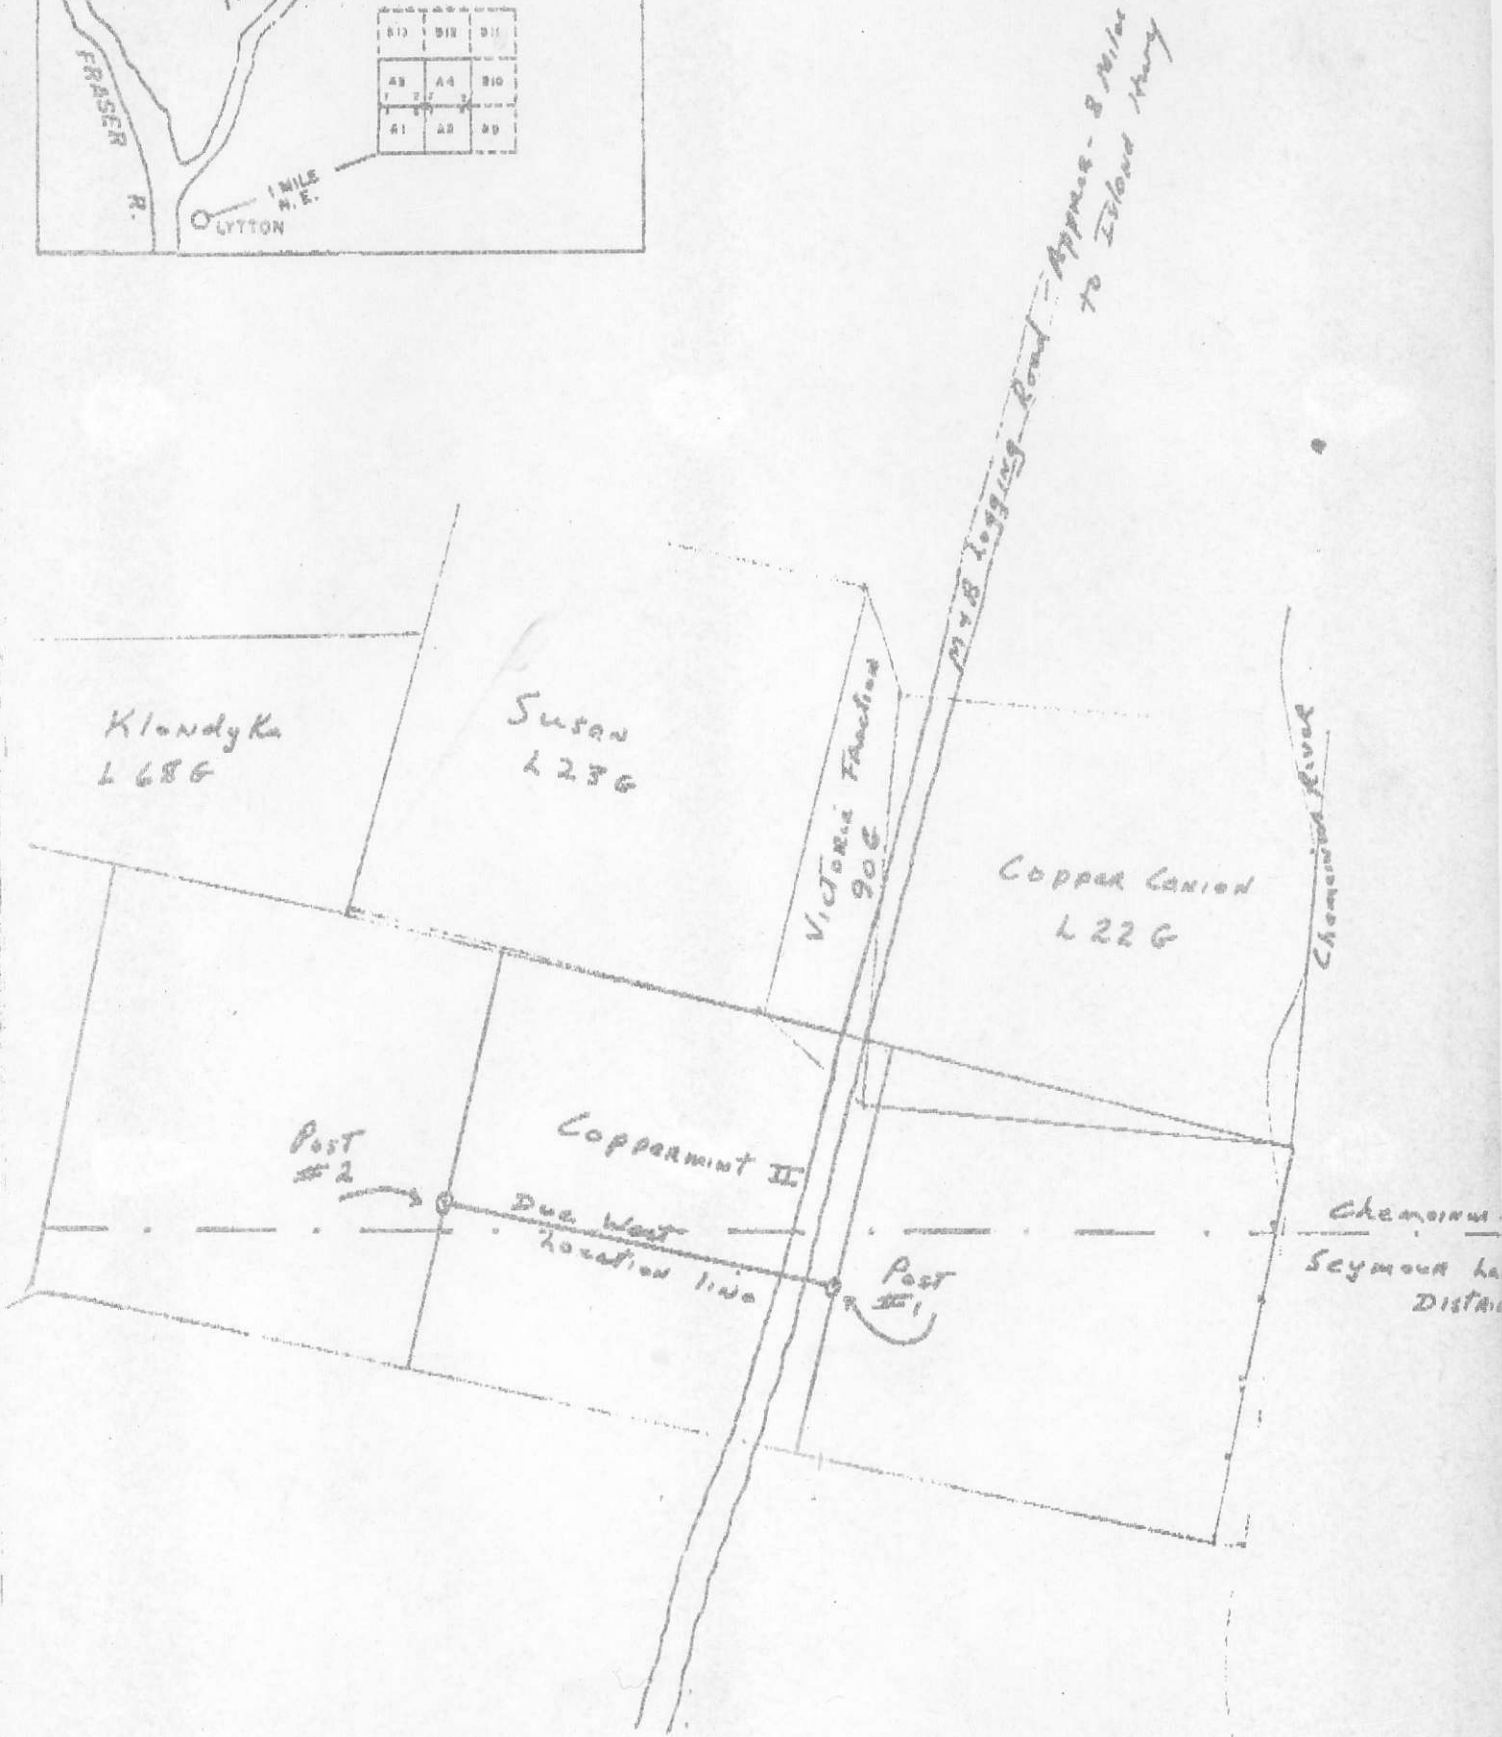 B13 B12 B11
A3 A4 B10
A1 A2 B9
FRASER
R.
1 MILE
N. E.
LYTTON
M & B Logging Road - Approx - 8 Miles
to Island Hwy
Klondyke
L 68 G
Susan
L 23 G
Victoria Fraction
90 G
Copper Canion
L 22 G
Chemainus River
Post
#2
Coppermint II
Due West
Location line
Post
#1
Chemainus
Seymour La
Distric